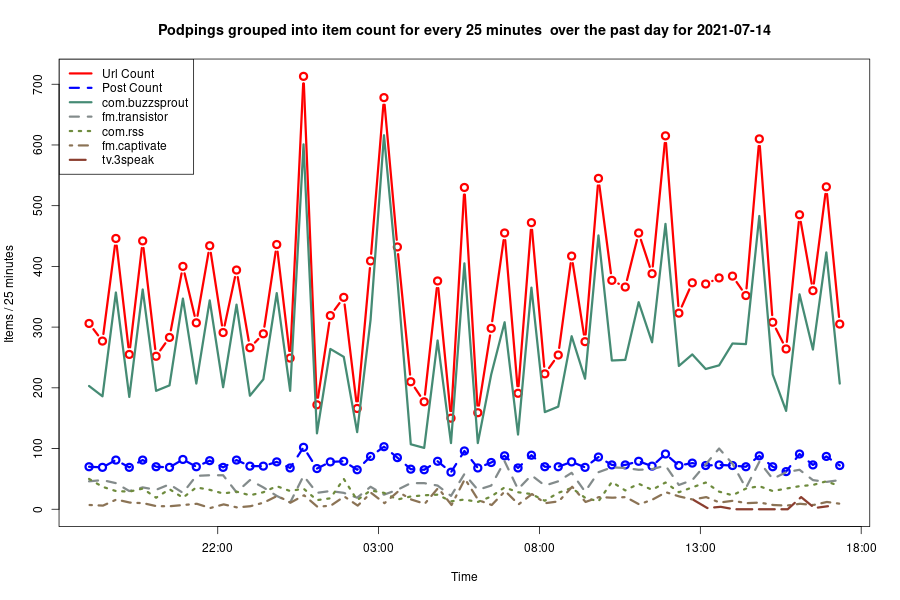 Podpings grouped into item count for every 25 minutes  over the past day for 2021-07-14
Url Count
Post Count
com.buzzsprout
fm.transistor
com.rss
fm.captivate
tv.3speak
Items / 25 minutes
700
600
500
400
300
200
100
0
22:00 03:00 08:00 13:00 18:00
Time